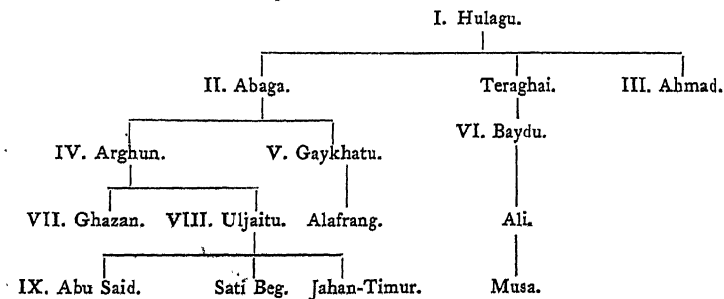 I. Hulagu.
II. Abaga. Teraghai. III. Ahmad.
VI. Baydu.
IV. Arghun. V. Gaykhatu.
VII. Ghazan. VIII. Uljaitu. Alafrang. Ali.
IX. Abu Said. Satí Beg. Jahan-Timur. Musa.